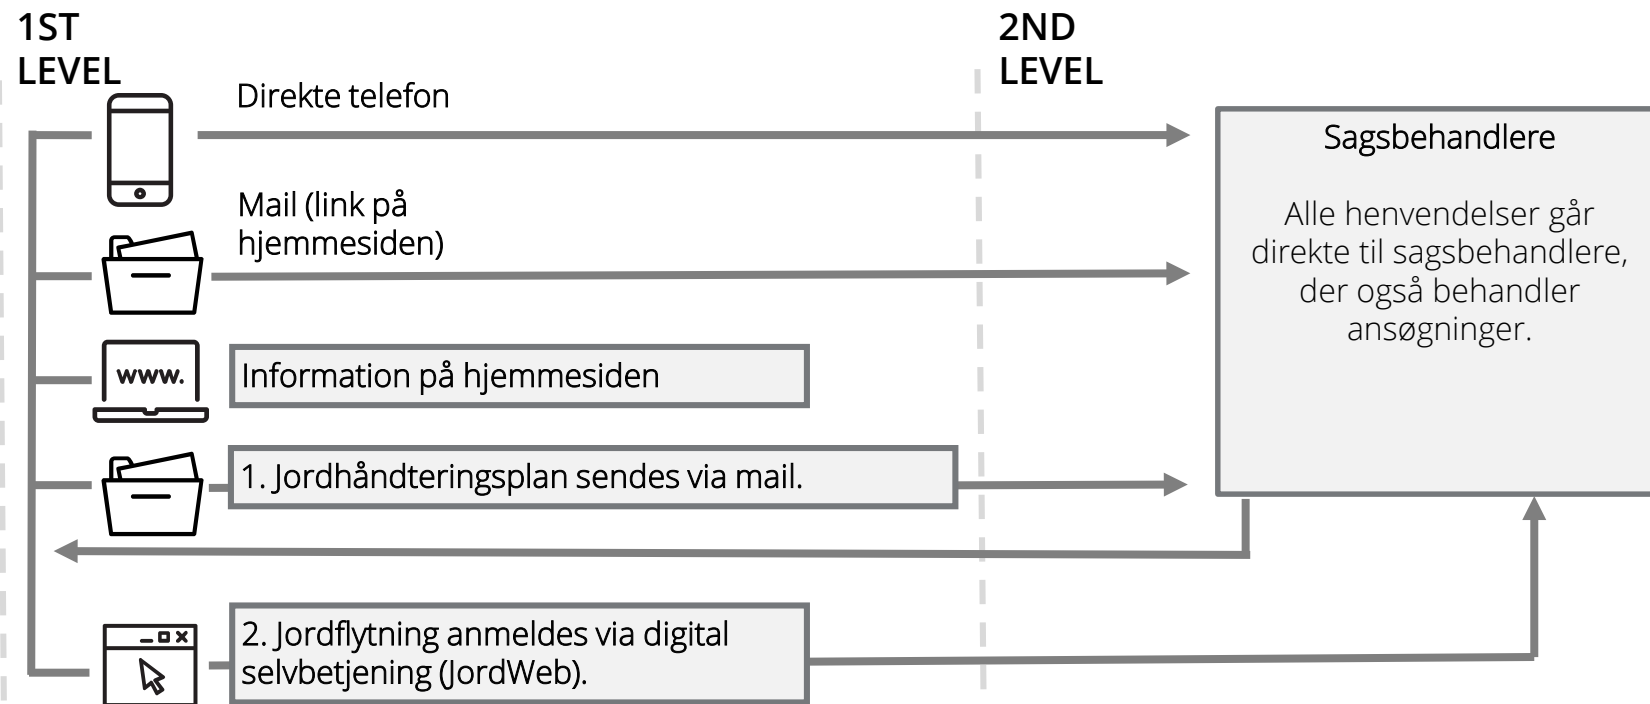 1ST
LEVEL
2ND
LEVEL
Direkte telefon
Mail (link på
hjemmesiden)
www.
Information på hjemmesiden
1. Jordhåndteringsplan sendes via mail.
2. Jordflytning anmeldes via digital
selvbetjening (JordWeb).
Sagsbehandlere
Alle henvendelser går
direkte til sagsbehandlere,
der også behandler
ansøgninger.